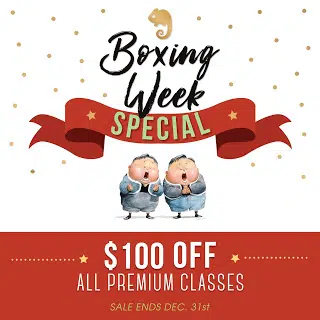 Boxing
Week
SPECIAL
$100 OFF
ALL PREMIUM CLASSES
SALE ENDS DEC. 31st